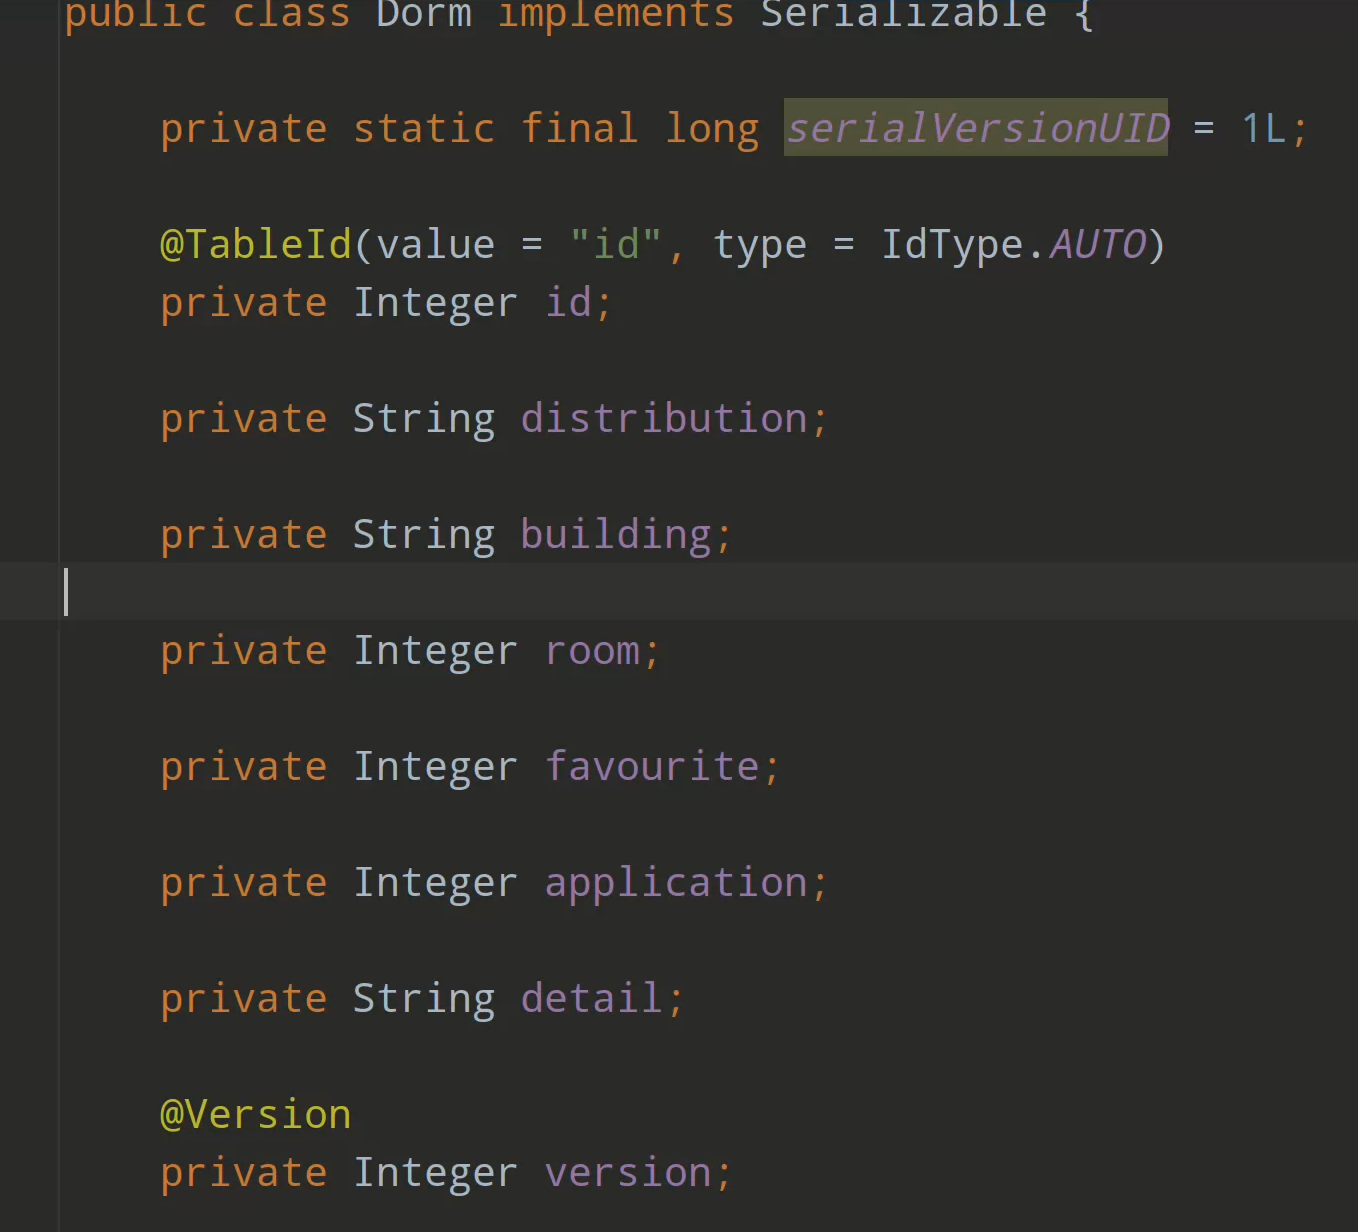 public class Dorm implements Serializable {
private static final long serialVersionUID = 1L;
@TableId(value = "id", type = IdType.AUTO)
private Integer id;
private String distribution;
private String building;
private Integer room;
private Integer favourite;
private Integer application;
private String detail;
@Version
private Integer version;